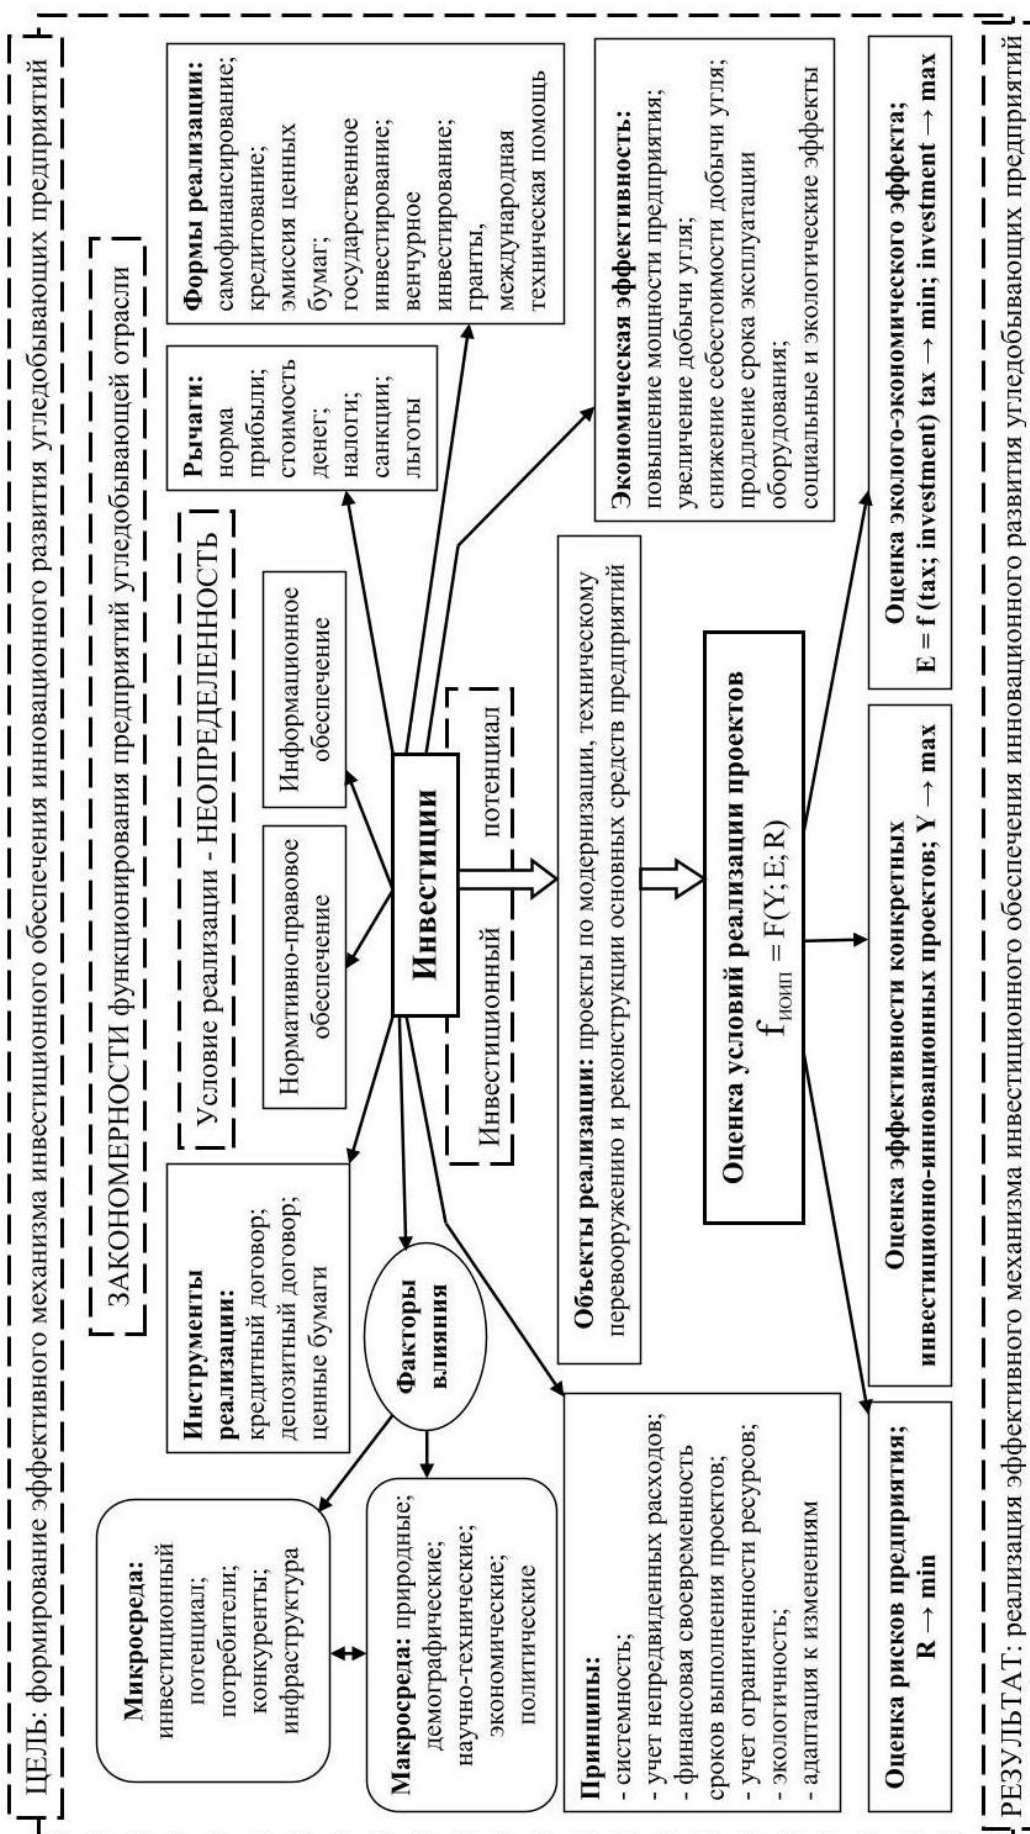 ЦЕЛЬ: формирование эффективного механизма инвестиционного обеспечения инновационного развития угледобывающих предприятий
ЗАКОНОМЕРНОСТИ функционирования предприятий угледобывающей отрасли
Условие реализации - НЕОПРЕДЕЛЕННОСТЬ
Микросреда:
инвестиционный
потенциал;
потребители;
конкуренты;
инфраструктура
Инструменты
реализации:
кредитный договор;
депозитный договор;
ценные бумаги
Нормативно-правовое
обеспечение
Информационное
обеспечение
Рычаги:
норма
прибыли;
стоимость
денег;
налоги;
санкции;
льготы
Формы реализации:
самофинансирование;
кредитование;
эмиссия ценных
бумаг;
государственное
инвестирование;
венчурное
инвестирование;
гранты,
международная
техническая помощь
Макросреда: природные;
демографические;
научно-технические;
экономические;
политические
Факторы
влияния
Инвестиции
Инвестиционный потенциал
Принципы:
- системность;
- учет непредвиденных расходов;
- финансовая своевременность
сроков выполнения проектов;
- учет ограниченности ресурсов;
- экологичность;
- адаптация к изменениям
Объекты реализации: проекты по модернизации, техническому
перевооружению и реконструкции основных средств предприятий
Экономическая эффективность:
повышение мощности предприятия;
увеличение добычи угля;
снижение себестоимости добычи угля;
продление срока эксплуатации
оборудования;
социальные и экологические эффекты
Оценка условий реализации проектов
fиоип = F(Y; E; R)
Оценка рисков предприятия;
R → min
Оценка эффективности конкретных
инвестиционно-инновационных проектов; Y → max
Оценка эколого-экономического эффекта;
E = f (tax; investment) tax → min; investment → max
РЕЗУЛЬТАТ: реализация эффективного механизма инвестиционного обеспечения инновационного развития угледобывающих предприятий